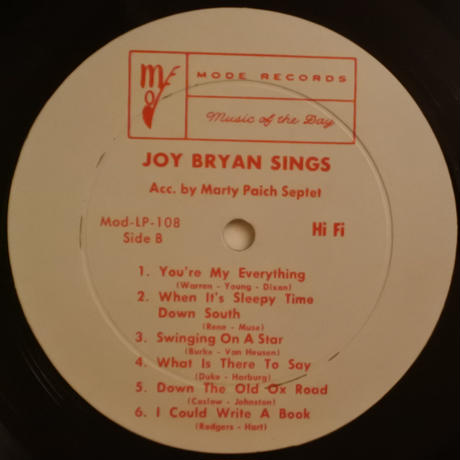 mode
MODE RECORDS
Music of the Day
JOY BRYAN SINGS
Acc. by Marty Paich Septet
Mod-LP-108
Side B
Hi Fi
1. You're My Everything
(Warren - Young - Dixon)
2. When It's Sleepy Time
Down South
(Rene - Muse)
3. Swinging On A Star
(Burke - Van Heusen)
4. What Is There To Say
(Duke - Harburg)
5. Down The Old Ox Road
(Coslow - Johnston)
6. I Could Write A Book
(Rodgers - Hart)